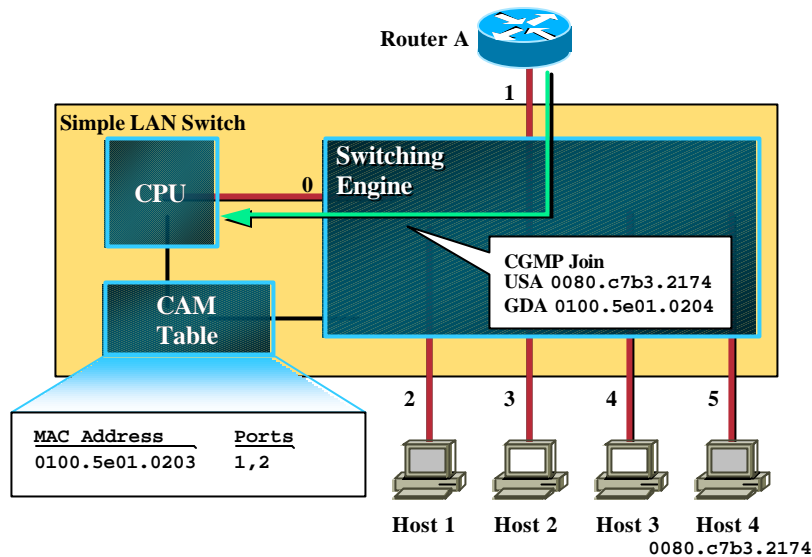 Router A
1
Simple LAN Switch
CPU
0
Switching
Engine
CGMP Join
USA 0080.c7b3.2174
GDA 0100.5e01.0204
CAM
Table
2
3
4
5
MAC Address Ports
0100.5e01.0203 1,2
Host 1
Host 2
Host 3
Host 4
0080.c7b3.2174